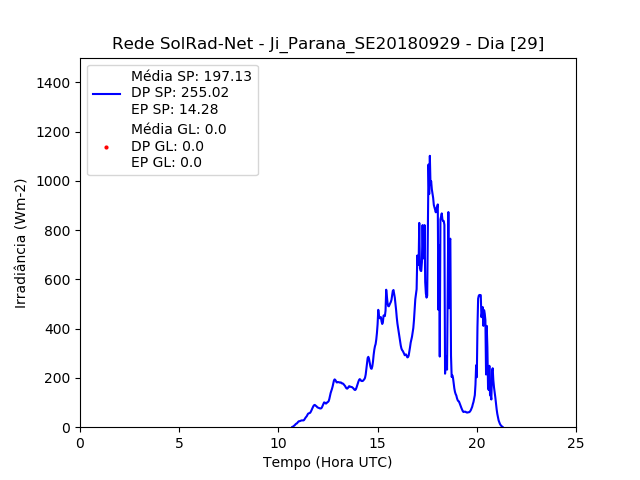 Rede SolRad-Net - Ji_Parana_SE20180929 - Dia [29]
Média SP: 197.13
DP SP: 255.02
EP SP: 14.28
Média GL: 0.0
DP GL: 0.0
EP GL: 0.0
1400
1200
1000
800
600
400
200
0
Irradiância (Wm-2)
0 5 10 15 20 25
Tempo (Hora UTC)